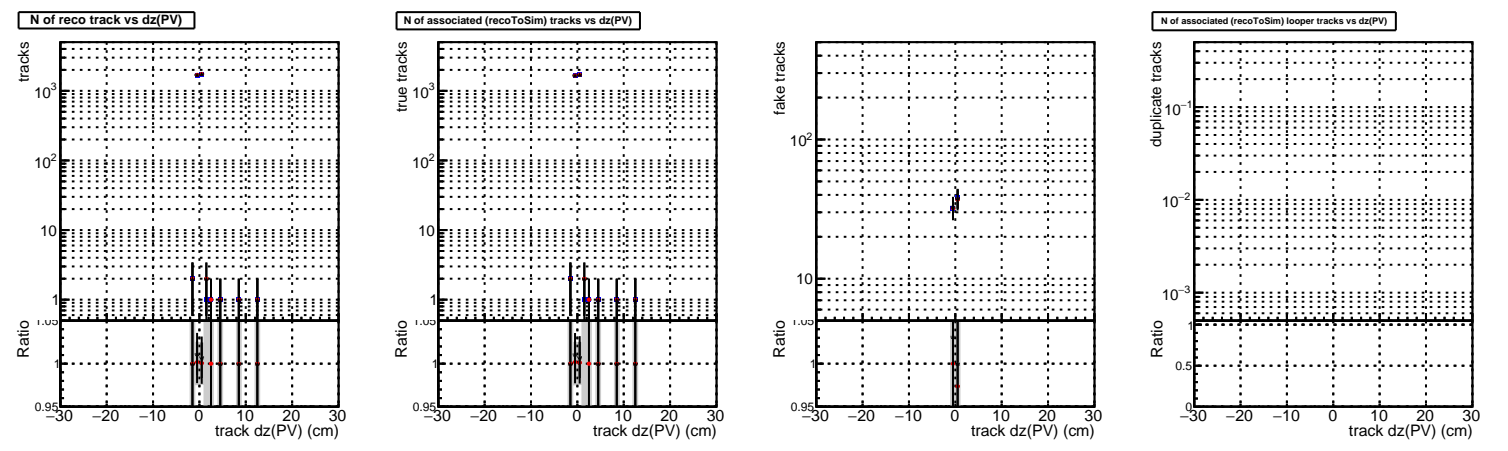 N of reco track vs dz(PV)
tracks
10³
10²
10
1
1.05
Ratio
1
0.95
−30 −20 −10 0 10 20 30
track dz(PV) (cm)
N of associated (recoToSim) tracks vs dz(PV)
true tracks
10³
10²
10
1
1.05
Ratio
1
0.95
−30 −20 −10 0 10 20 30
track dz(PV) (cm)
fake tracks
10²
10
1.05
Ratio
1
0.95
−30 −20 −10 0 10 20 30
track dz(PV) (cm)
N of associated (recoToSim) looper tracks vs dz(PV)
duplicate tracks
10⁻¹
10⁻²
10⁻³
Ratio
1
0.5
0
−30 −20 −10 0 10 20 30
track dz(PV) (cm)